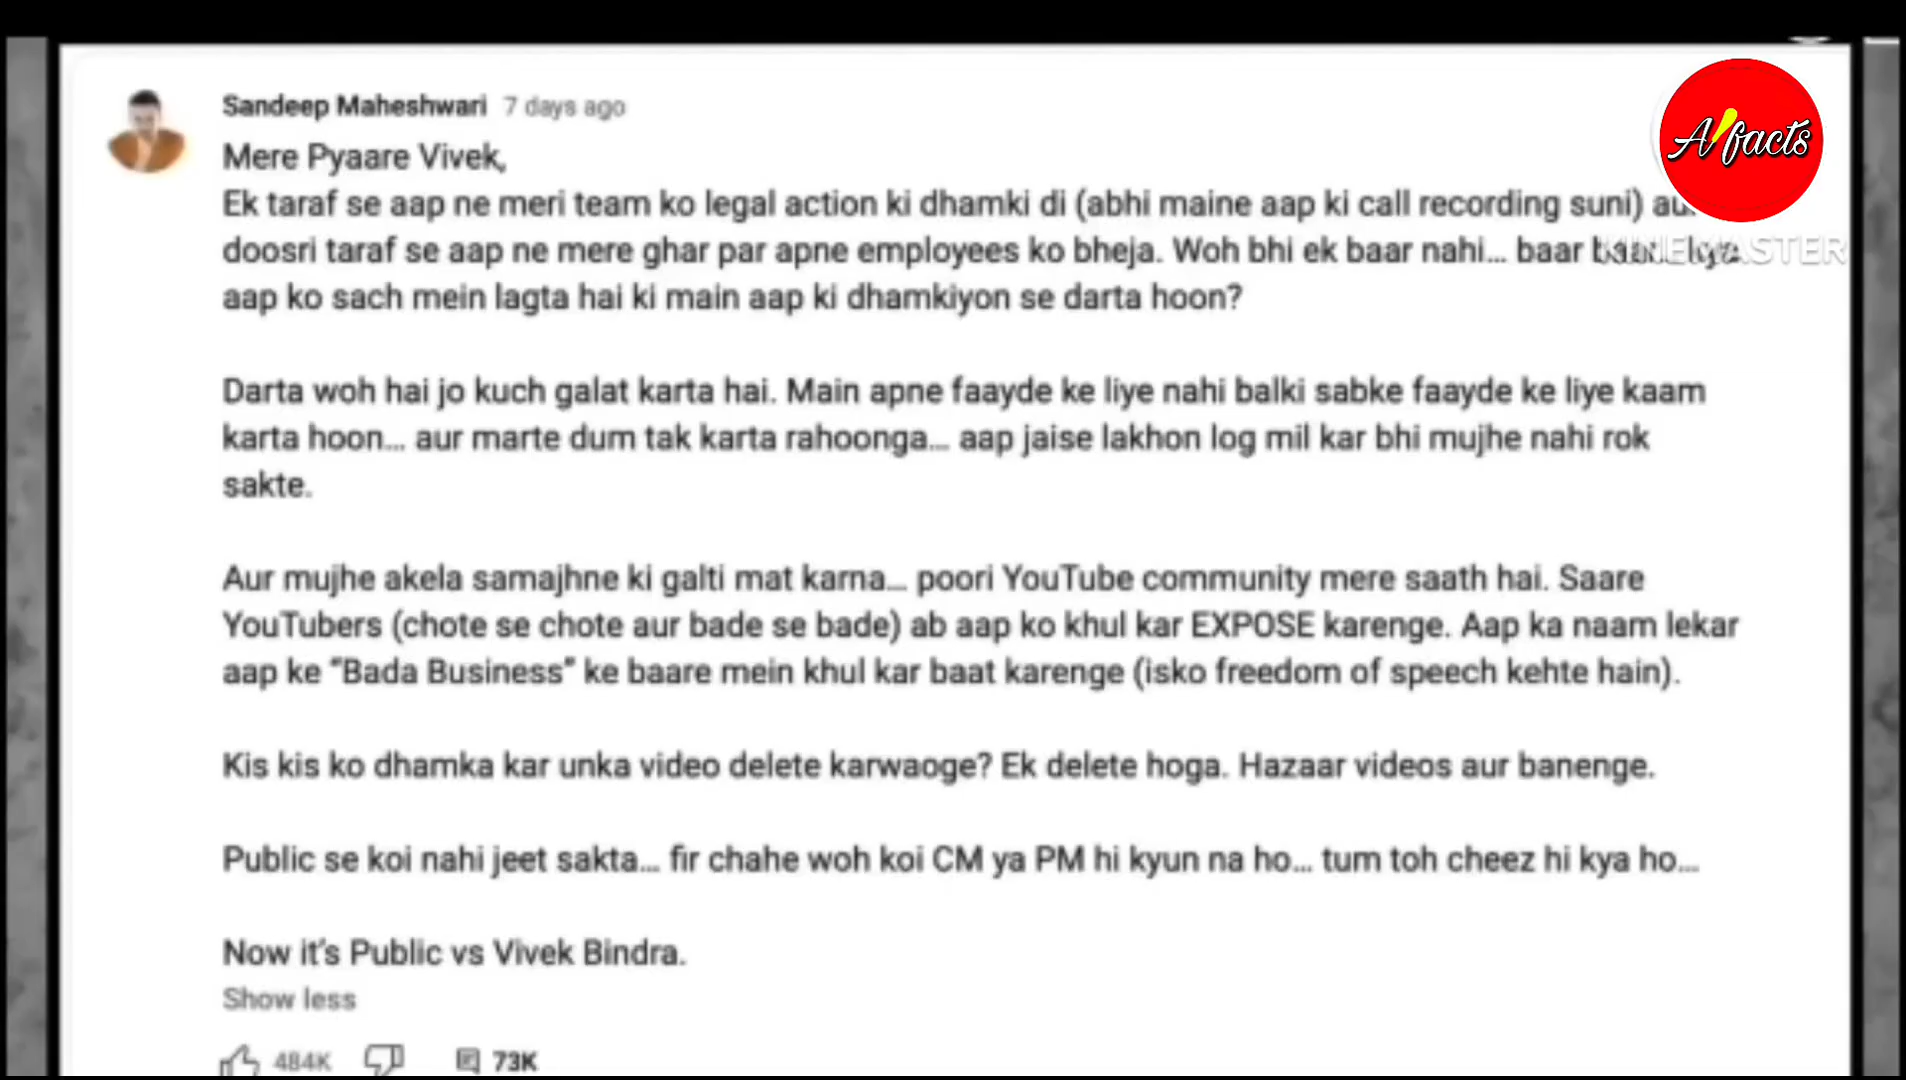 Sandeep Maheshwari 7 days ago
A facts
Mere Pyaare Vivek,
Ek taraf se aap ne meri team ko legal action ki dhamki di (abhi maine aap ki call recording suni)
doosri taraf se aap ne mere ghar par apne employees ko bheja. Woh bhi ek baar nahi... baar
KINEMASTER
aap ko sach mein lagta hai ki main aap ki dhamkiyon se darta hoon?
Darta woh hai jo kuch galat karta hai. Main apne faayde ke liye nahi balki sabke faayde ke liye kaam
karta hoon... aur marte dum tak karta rahoonga... aap jaise lakhon log mil kar bhi mujhe nahi rok
sakte.
Aur mujhe akela samajhne ki galti mat karna... poori YouTube community mere saath hai. Saare
YouTubers (chote se chote aur bade se bade) ab aap ko khul kar EXPOSE karenge. Aap ka naam lekar
aap ke "Bada Business" ke baare mein khul kar baat karenge (isko freedom of speech kehte hain).
Kis kis ko dhamka kar unka video delete karwaoge? Ek delete hoga. Hazaar videos aur banenge.
Public se koi nahi jeet sakta... fir chahe woh koi CM ya PM hi kyun na ho... tum toh cheez hi kya ho...
Now it's Public vs Vivek Bindra.
Show less
484K 73K